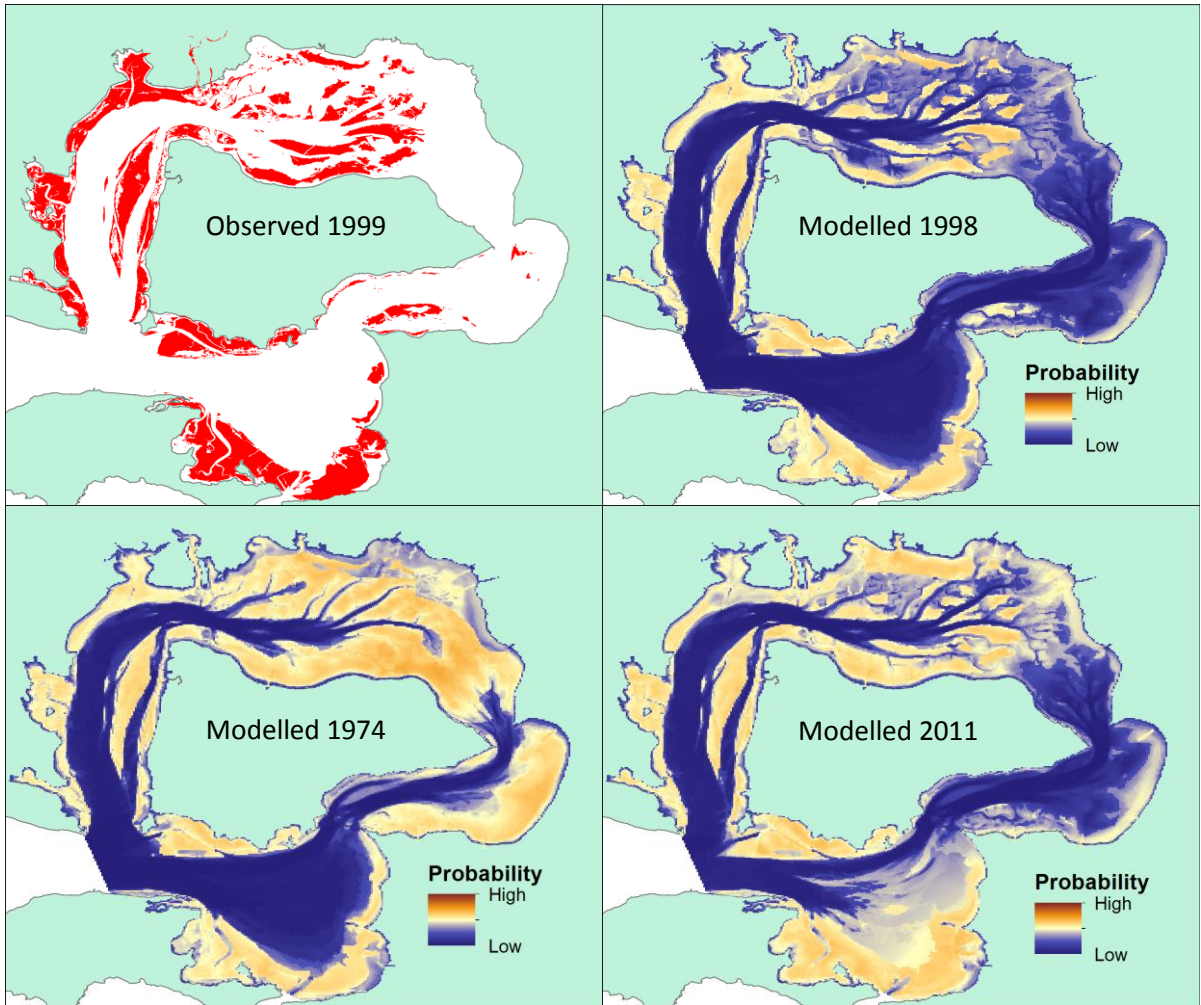 Observed 1999
Modelled 1998
Probability
High
Low
Modelled 1974
Probability
High
Low
Modelled 2011
Probability
High
Low